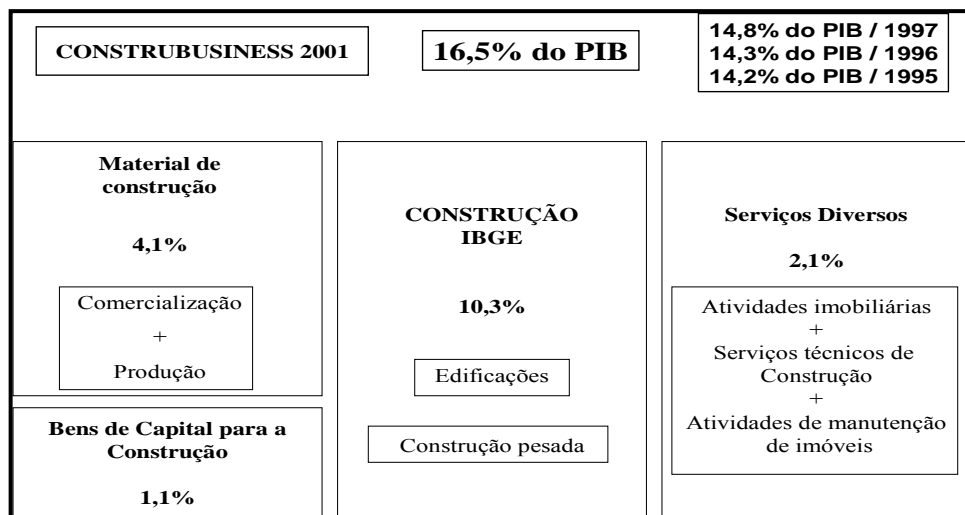 CONSTRUBUSINESS 2001
16,5% do PIB
14,8% do PIB / 1997
14,3% do PIB / 1996
14,2% do PIB / 1995
Material de
construção
4,1%
Comercialização
+
Produção
Bens de Capital para a
Construção
1,1%
CONSTRUÇÃO
IBGE
10,3%
Edificações
Construção pesada
Serviços Diversos
2,1%
Atividades imobiliárias
+
Serviços técnicos de
Construção
+
Atividades de manutenção
de imóveis